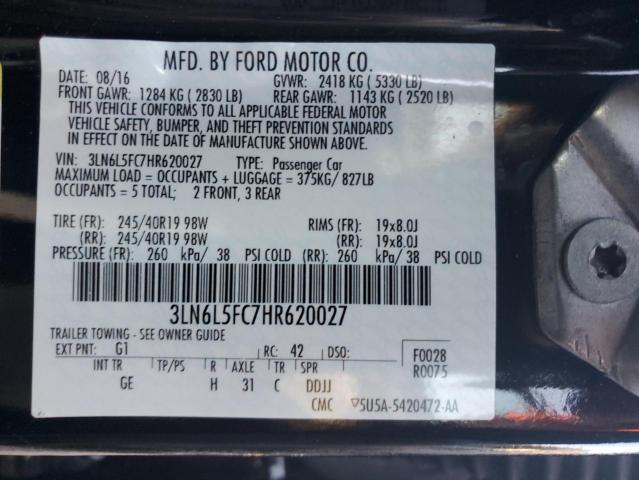 MFD. BY FORD MOTOR CO.
DATE: 08/16 GVWR: 2418 KG ( 5330 LB)
FRONT GAWR: 1284 KG ( 2830 LB) REAR GAWR: 1143 KG ( 2520 LB)
THIS VEHICLE CONFORMS TO ALL APPLICABLE FEDERAL MOTOR
VEHICLE SAFETY, BUMPER, AND THEFT PREVENTION STANDARDS
IN EFFECT ON THE DATE OF MANUFACTURE SHOWN ABOVE.
VIN: 3LN6L5FC7HR620027 TYPE: Passenger Car
MAXIMUM LOAD = OCCUPANTS + LUGGAGE = 375KG/ 827LB
OCCUPANTS = 5 TOTAL; 2 FRONT, 3 REAR
TIRE (FR): 245/40R19 98W RIMS (FR): 19x8.0J
(RR): 245/40R19 98W (RR): 19x8.0J
PRESSURE (FR): 260 kPa/ 38 PSI COLD (RR): 260 kPa/ 38 PSI COLD
3LN6L5FC7HR620027
TRAILER TOWING - SEE OWNER GUIDE
EXT PNT: G1 RC: 42 DSO: F0028
R0075
INT TR TP/PS R AXLE TR SPR
GE H 31 C DDJJ
CMC ▽5U5A-5420472-AA